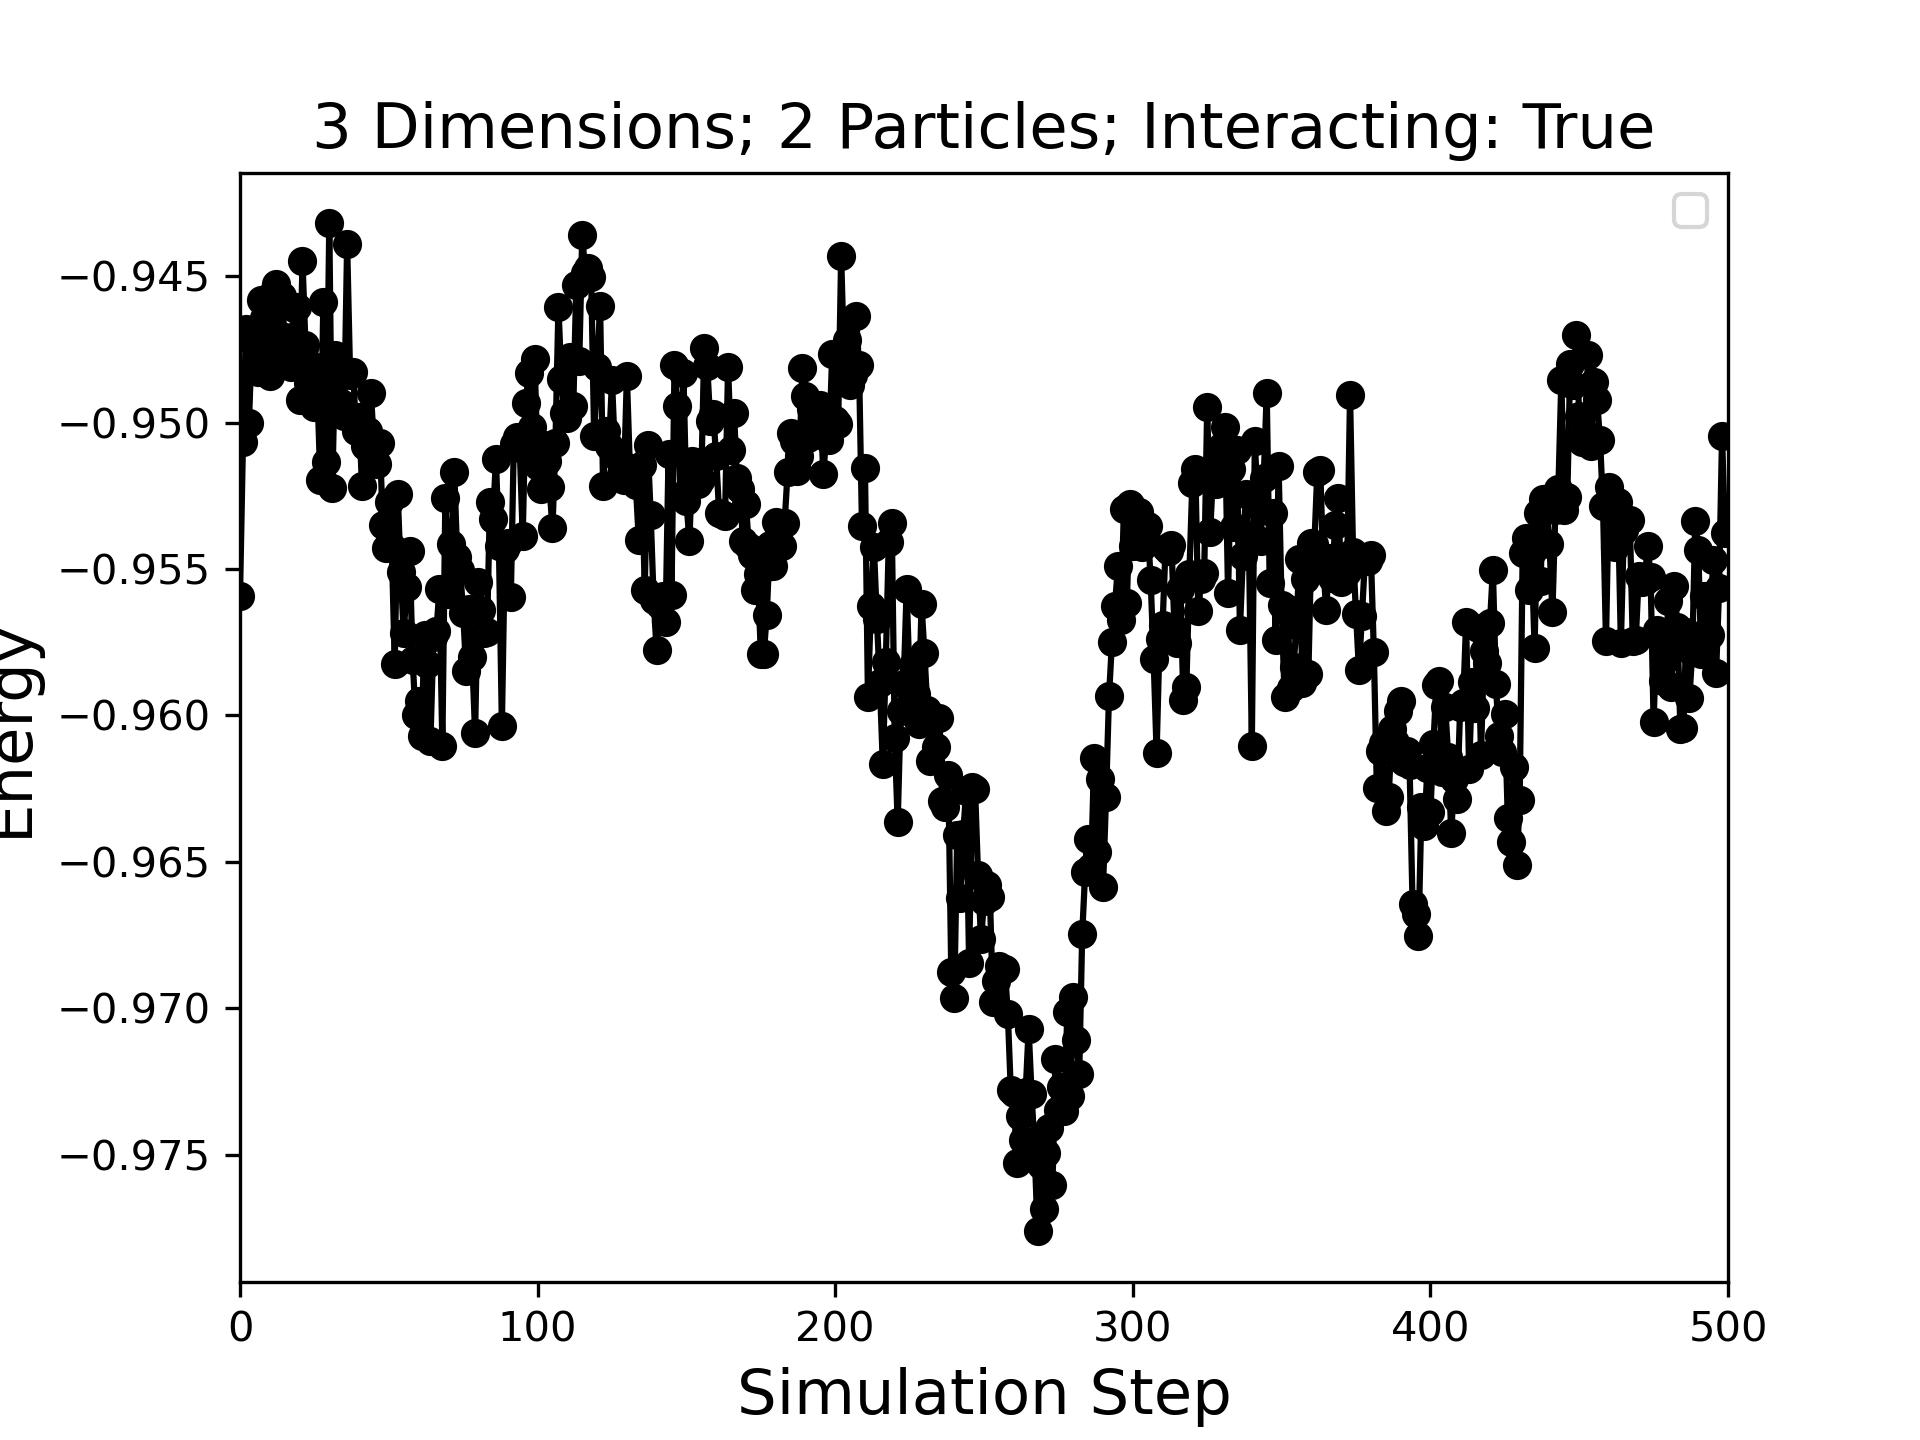 3 Dimensions; 2 Particles; Interacting: True
−0.945
−0.950
−0.955
−0.960
−0.965
−0.970
−0.975
Energy
0 100 200 300 400 500
Simulation Step